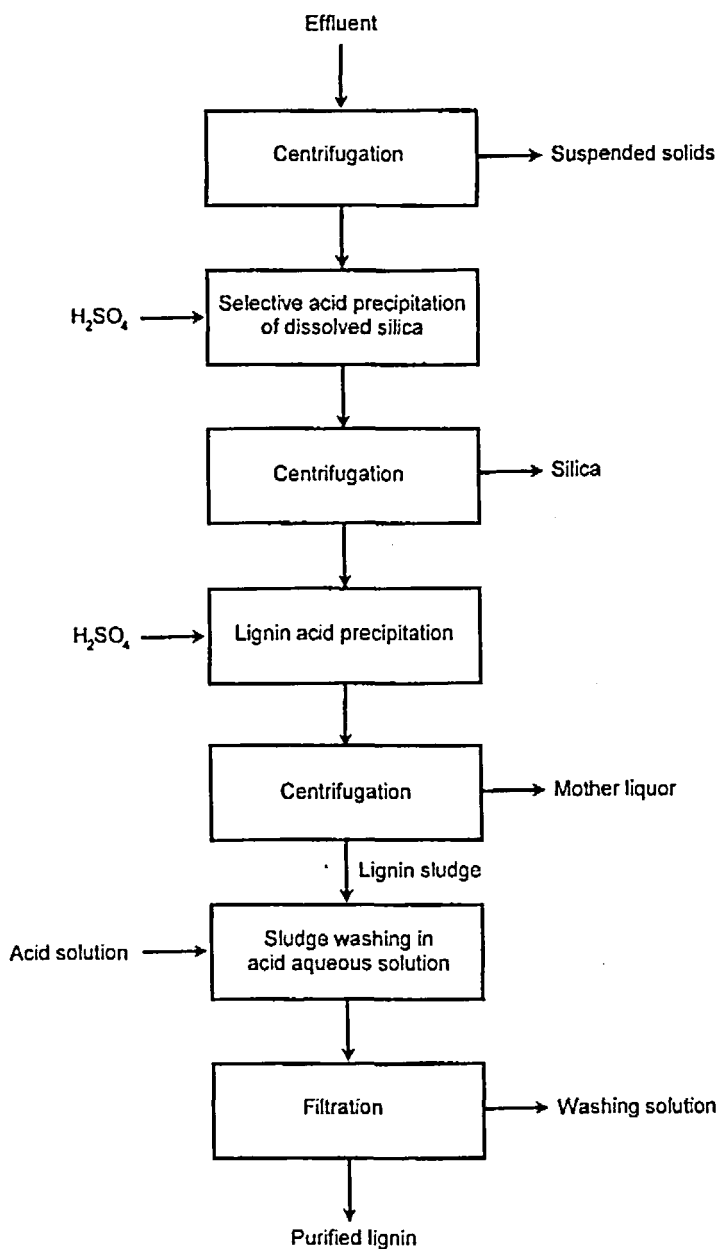 Effluent
Centrifugation
Suspended solids
H₂SO₄
Selective acid precipitation
of dissolved silica
Centrifugation
Silica
H₂SO₄
Lignin acid precipitation
Centrifugation
Mother liquor
Lignin sludge
Acid solution
Sludge washing in
acid aqueous solution
Filtration
Washing solution
Purified lignin